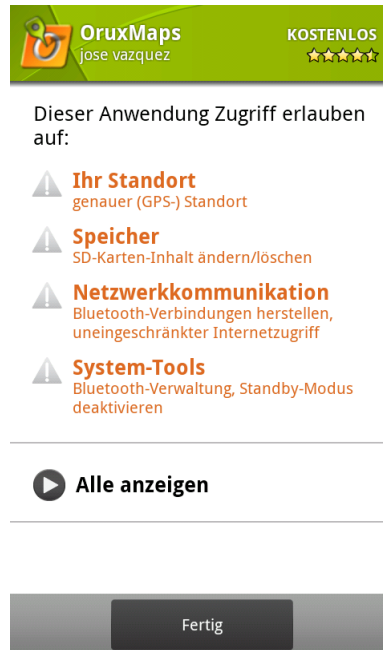 OruxMaps
KOSTENLOS
jose vazquez
Dieser Anwendung Zugriff erlauben
auf:
Ihr Standort
genauer (GPS-) Standort
Speicher
SD-Karten-Inhalt ändern/löschen
Netzwerkkommunikation
Bluetooth-Verbindungen herstellen,
uneingeschränkter Internetzugriff
System-Tools
Bluetooth-Verwaltung, Standby-Modus
deaktivieren
Alle anzeigen
Fertig